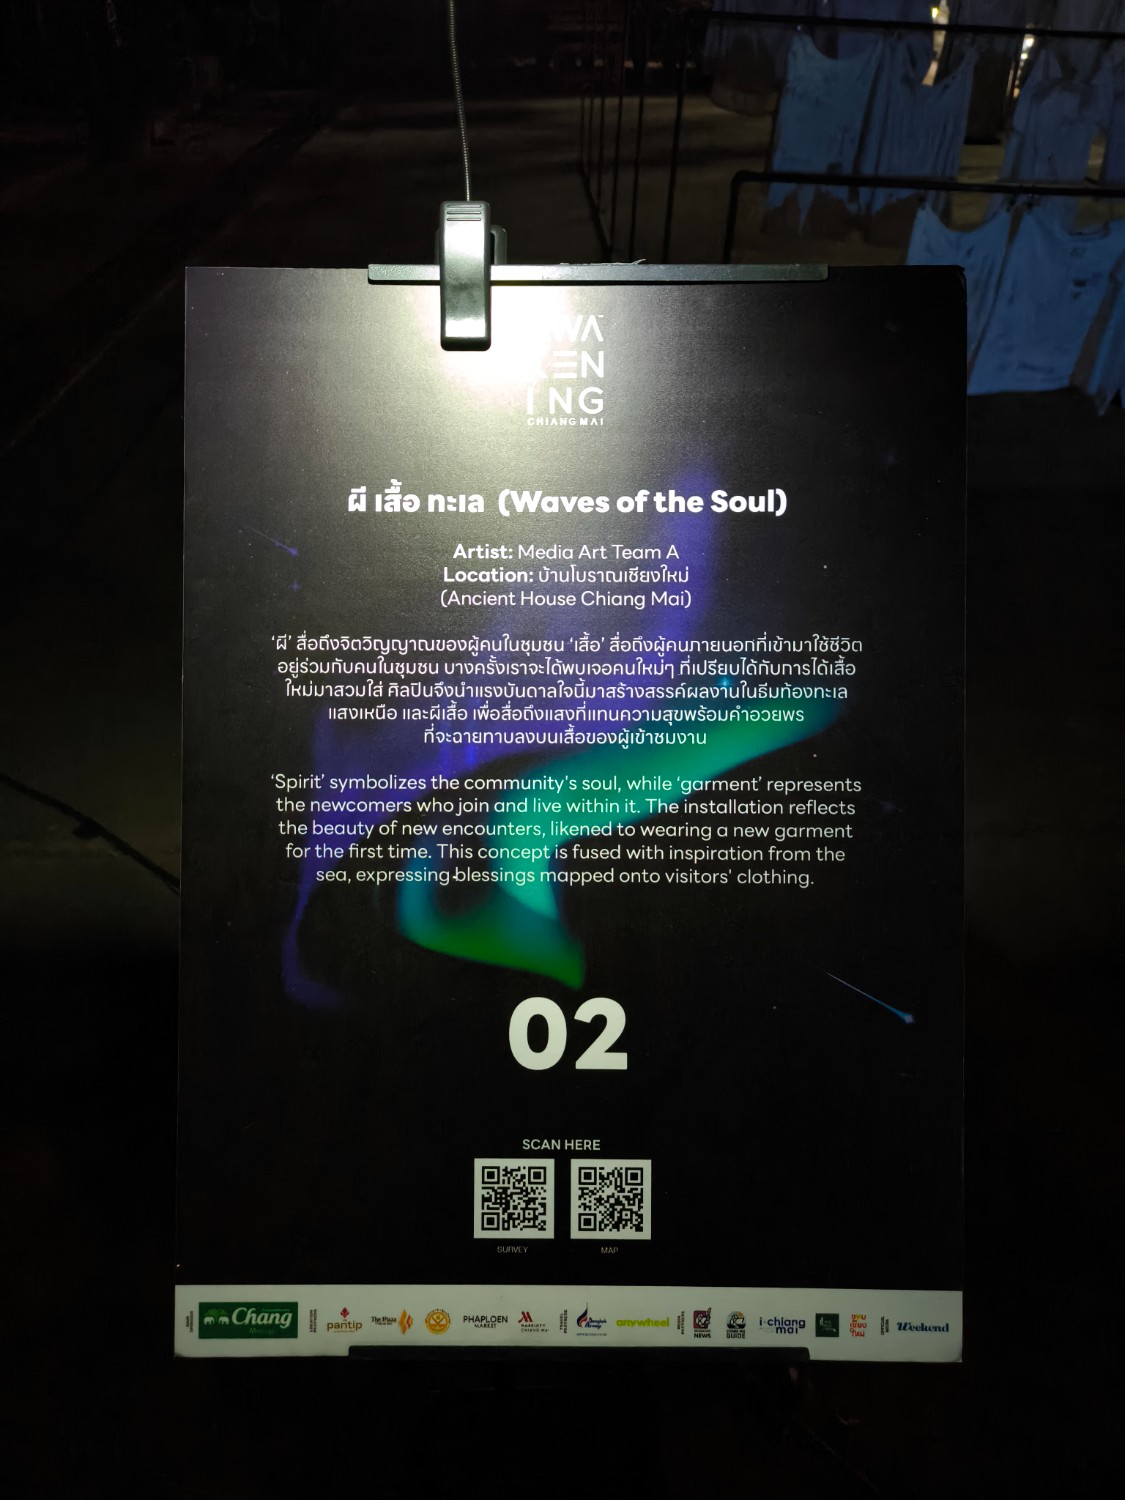 WA
KEN
ING
CHIANG MAI
ผี เสื้อ ทะเล (Waves of the Soul)
Artist: Media Art Team A
Location: บ้านโบราณเชียงใหม่
(Ancient House Chiang Mai)
‘ผี’ สื่อถึงจิตวิญญาณของผู้คนในชุมชน ‘เสื้อ’ สื่อถึงผู้คนภายนอกที่เข้ามาใช้ชีวิต
อยู่ร่วมกับคนในชุมชน บางครั้งเราจะได้พบเจอคนใหม่ๆ ที่เปรียบได้กับการได้เสื้อ
ใหม่มาสวมใส่ ศิลปินจึงนำแรงบันดาลใจนี้มาสร้างสรรค์ผลงานในธีมท้องทะเล
แสงเหนือ และผีเสื้อ เพื่อสื่อถึงแสงที่แทนความสุขพร้อมคำอวยพร
ที่จะฉายทาบลงบนเสื้อของผู้เข้าชมงาน
‘Spirit’ symbolizes the community's soul, while ‘garment’ represents
the newcomers who join and live within it. The installation reflects
the beauty of new encounters, likened to wearing a new garment
for the first time. This concept is fused with inspiration from the
sea, expressing blessings mapped onto visitors' clothing.
02
SCAN HERE
SURVEY MAP
Chang pantip The Plaza PHAPLOEN MARKET MARRIOTT CHIANG MAI Bangkok Airways anywheel NEWS GUIDE i chiang mai Weekend